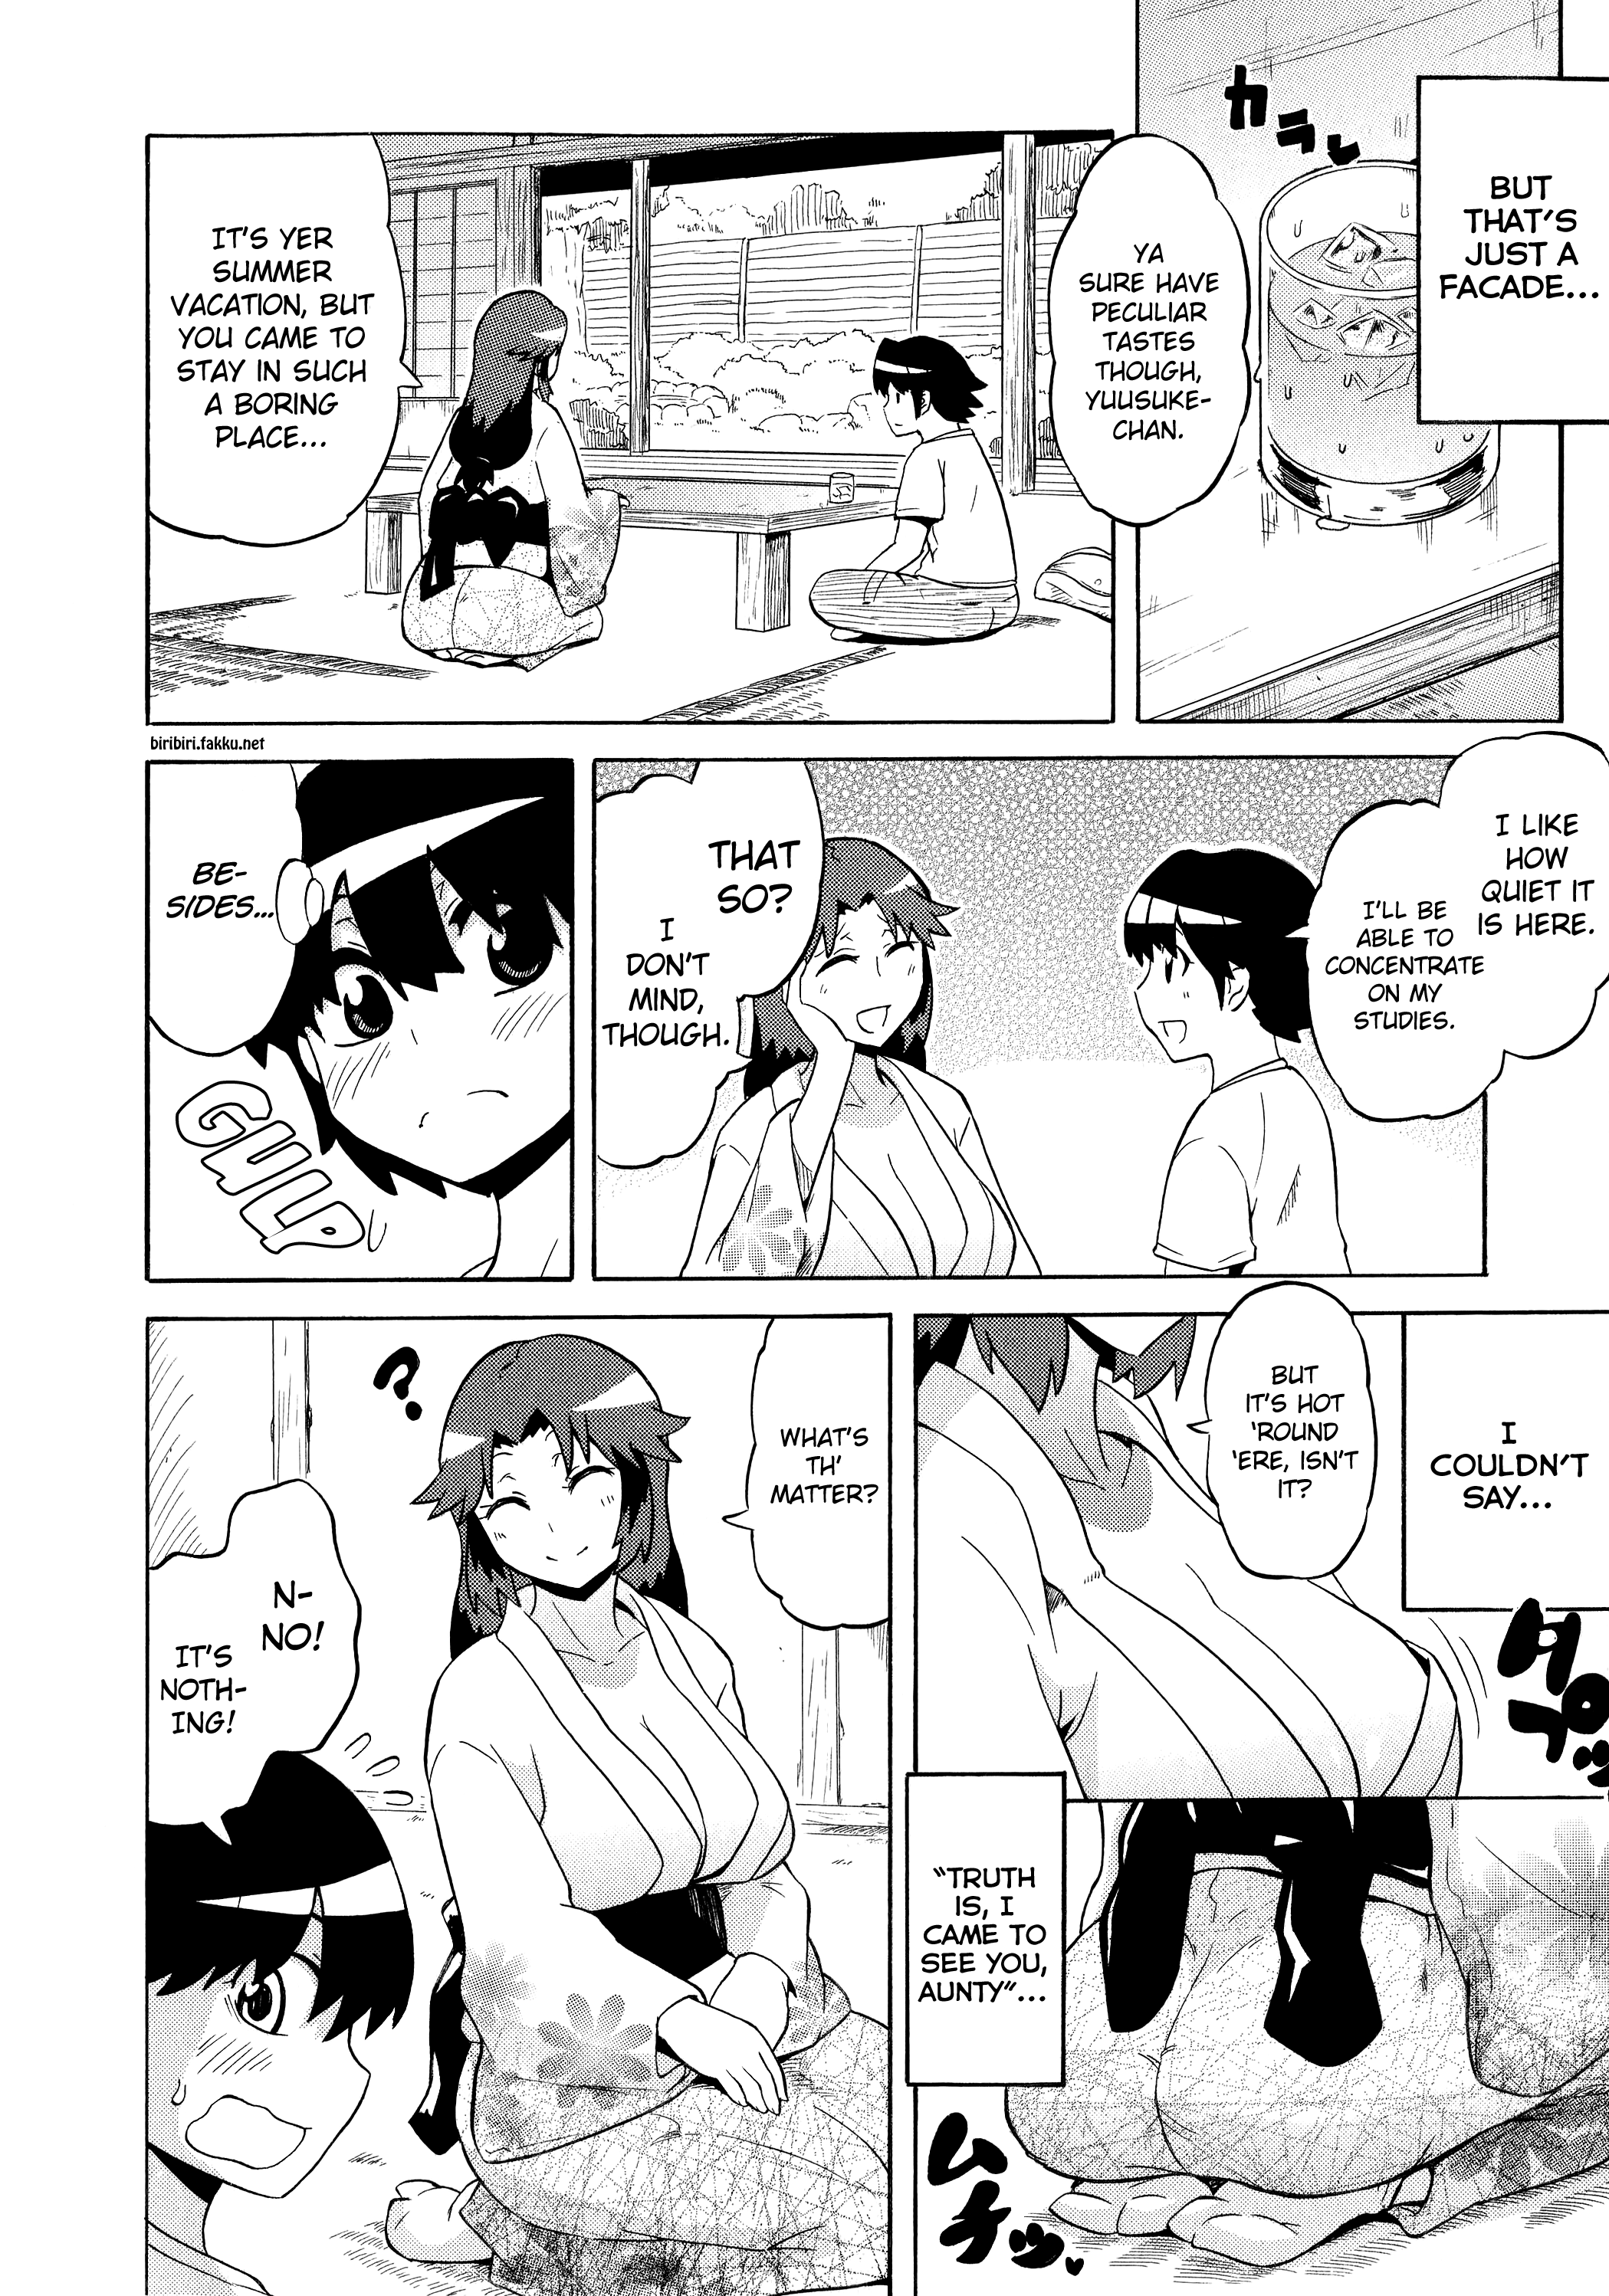 BUT
THAT'S
JUST A
FACADE...
カラ
YA
SURE HAVE
PECULIAR
TASTES
THOUGH,
YUUSUKE-
CHAN.
IT'S YER
SUMMER
VACATION, BUT
YOU CAME TO
STAY IN SUCH
A BORING
PLACE...
biribiri.fakku.net
I LIKE
HOW
QUIET IT
IS HERE.
I'LL BE
ABLE TO
CONCENTRATE
ON MY
STUDIES.
THAT
SO?
I
DON'T
MIND,
THOUGH.
BE-
SIDES...
GULP
I
COULDN'T
SAY...
BUT
IT'S HOT
'ROUND
'ERE, ISN'T
IT?
"TRUTH
IS, I
CAME TO
SEE YOU,
AUNTY"...
ムチッ
WHAT'S
TH'
MATTER?
?
N-
NO!
IT'S
NOTH-
ING!